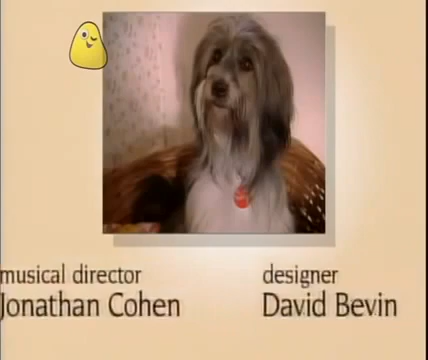 musical director
Jonathan Cohen
designer
David Bevin